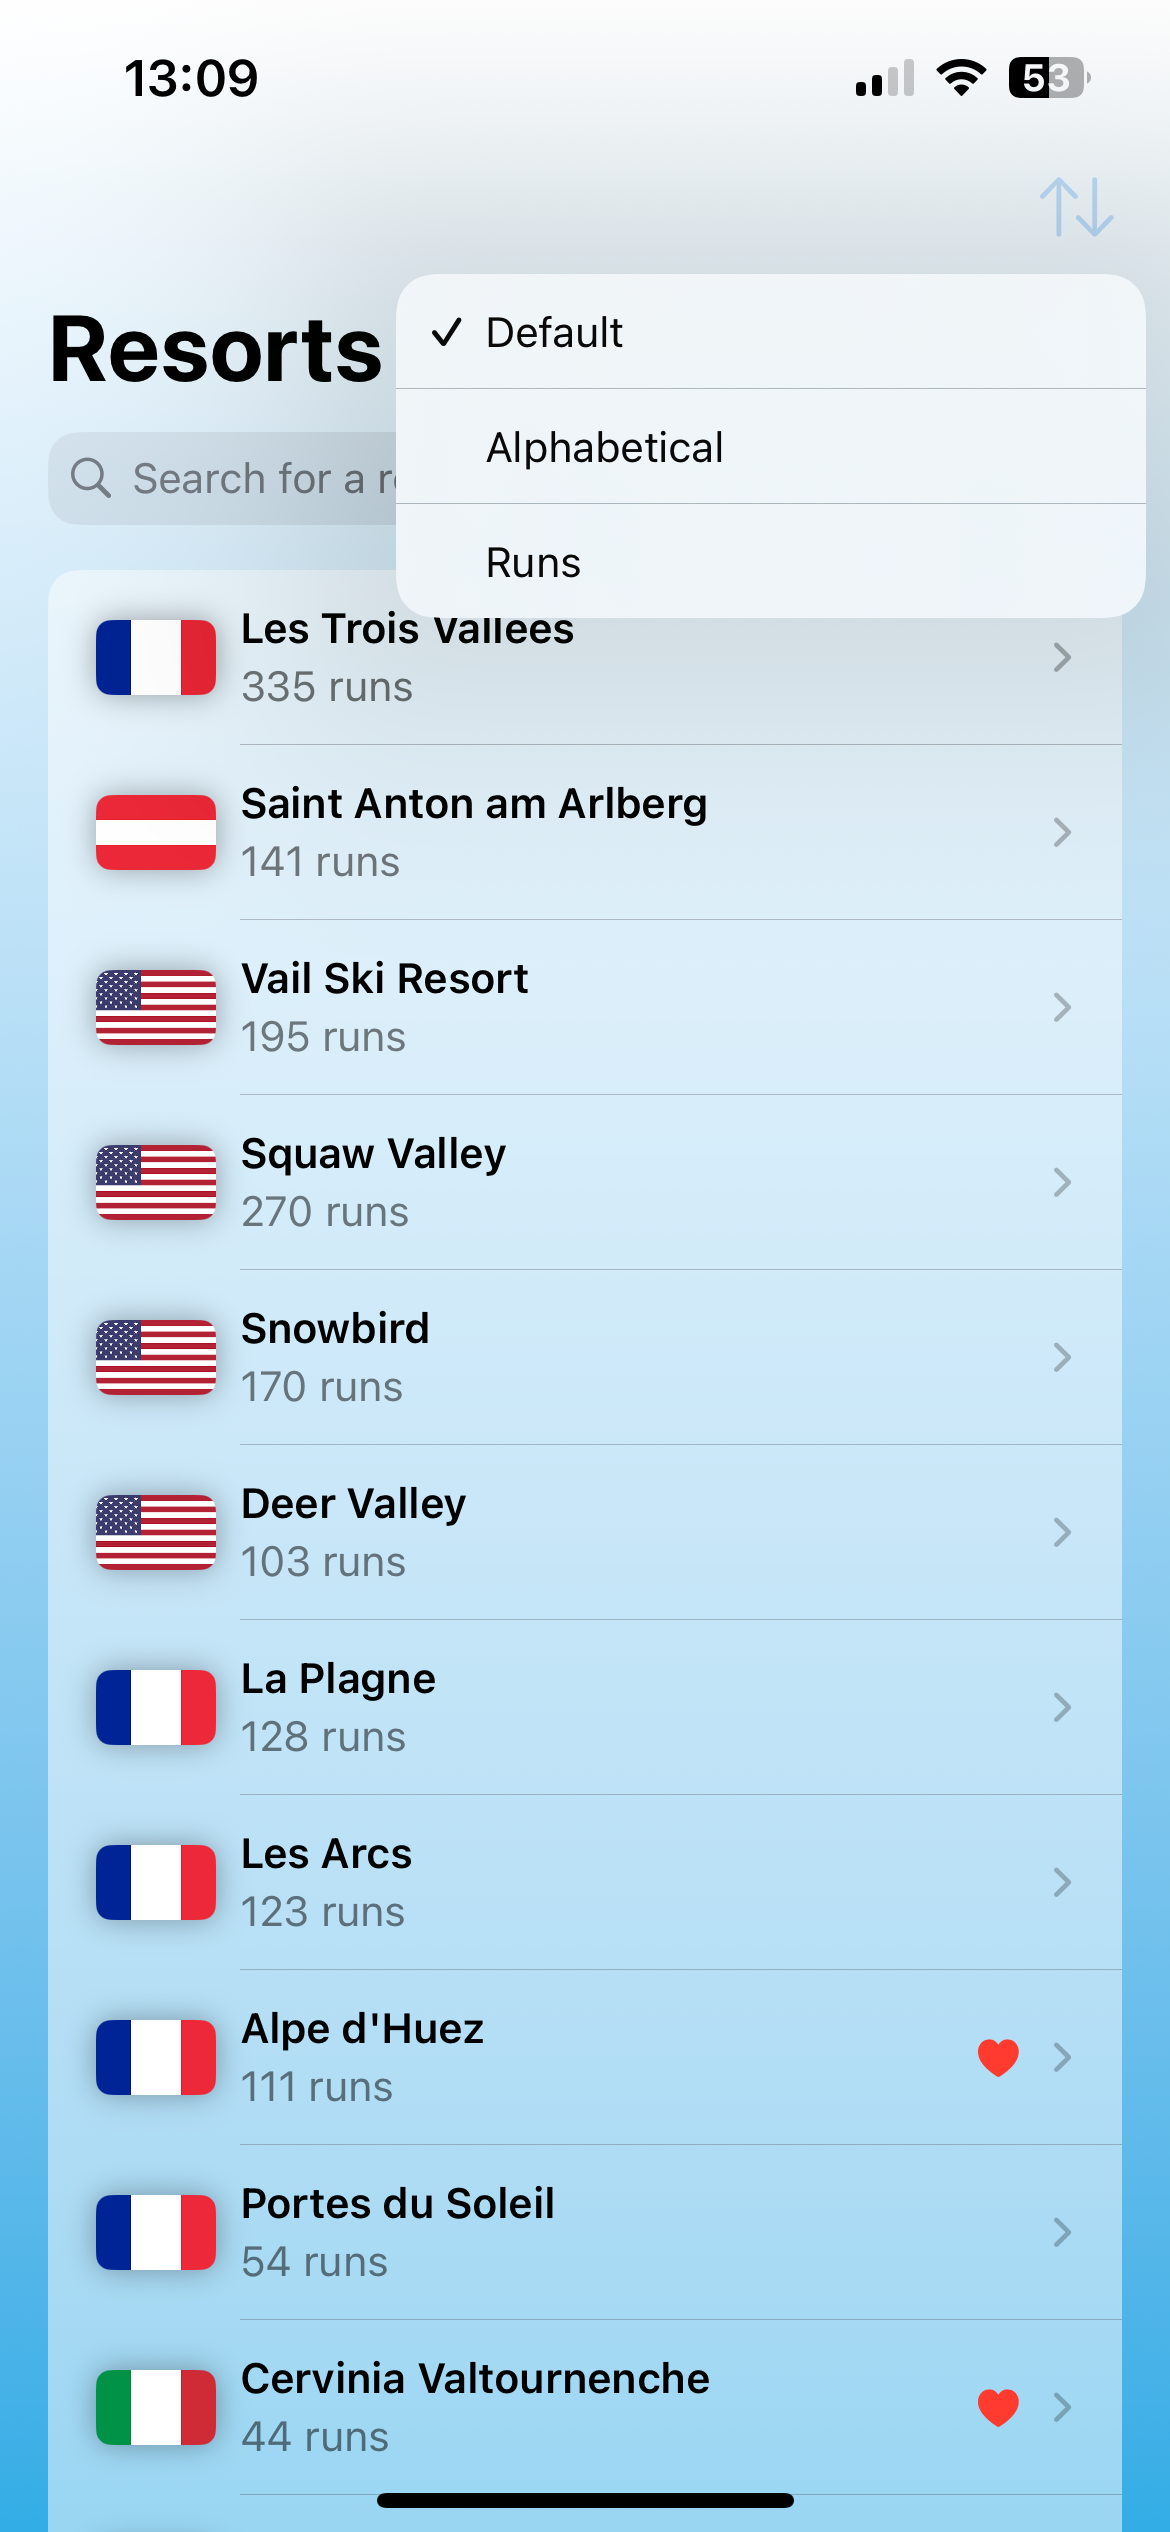 13:09
53
Default
Resorts
Alphabetical
Search for a r
Runs
Les Trois Vallees
335 runs
Saint Anton am Arlberg
141 runs
Vail Ski Resort
195 runs
Squaw Valley
270 runs
Snowbird
170 runs
Deer Valley
103 runs
La Plagne
128 runs
Les Arcs
123 runs
Alpe d'Huez
111 runs
Portes du Soleil
54 runs
Cervinia Valtournenche
44 runs